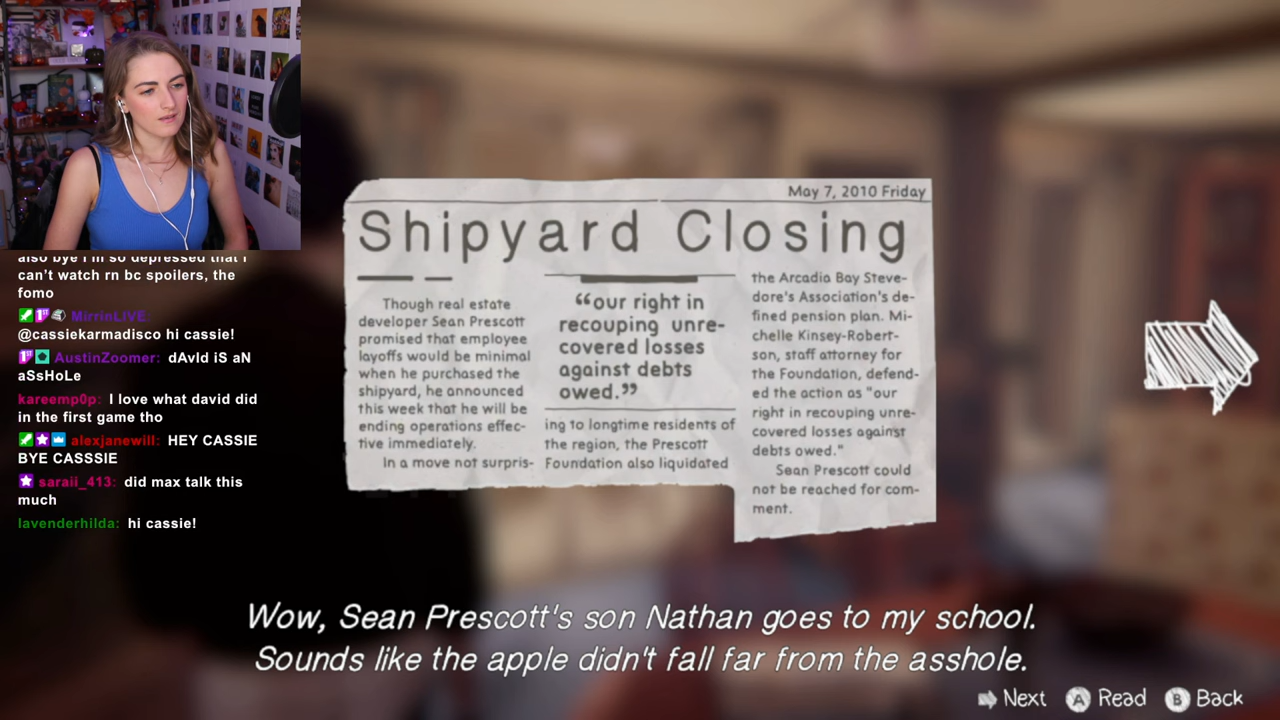 also bye i'm so depressed that i
can't watch rn bc spoilers, the
fomo
MirrinLIVE:
@cassiekarmadisco hi cassie!
AustinZoomer: dAvId iS aN
aSsHoLe
kareemp0p: I love what david did
in the first game tho
alexjanewill: HEY CASSIE
BYE CASSSIE
saraii_413: did max talk this
much
lavenderhilda: hi cassie!
May 7, 2010 Friday
Shipyard Closing
Though real estate
developer Sean Prescott
promised that employee
layoffs would be minimal
when he purchased the
shipyard, he announced
this week that he will be
ending operations effec-
tive immediately.
In a move not surpris-
“our right in
recouping unre-
covered losses
against debts
owed.”
ing to longtime residents of
the region, the Prescott
Foundation also liquidated
the Arcadia Bay Steve-
dore's Association's de-
fined pension plan. Mi-
chelle Kinsey-Robert-
son, staff attorney for
the Foundation, defend-
ed the action as "our
right in recouping unre-
covered losses against
debts owed."
Sean Prescott could
not be reached for com-
ment.
Wow, Sean Prescott's son Nathan goes to my school.
Sounds like the apple didn't fall far from the asshole.
Next A Read B Back